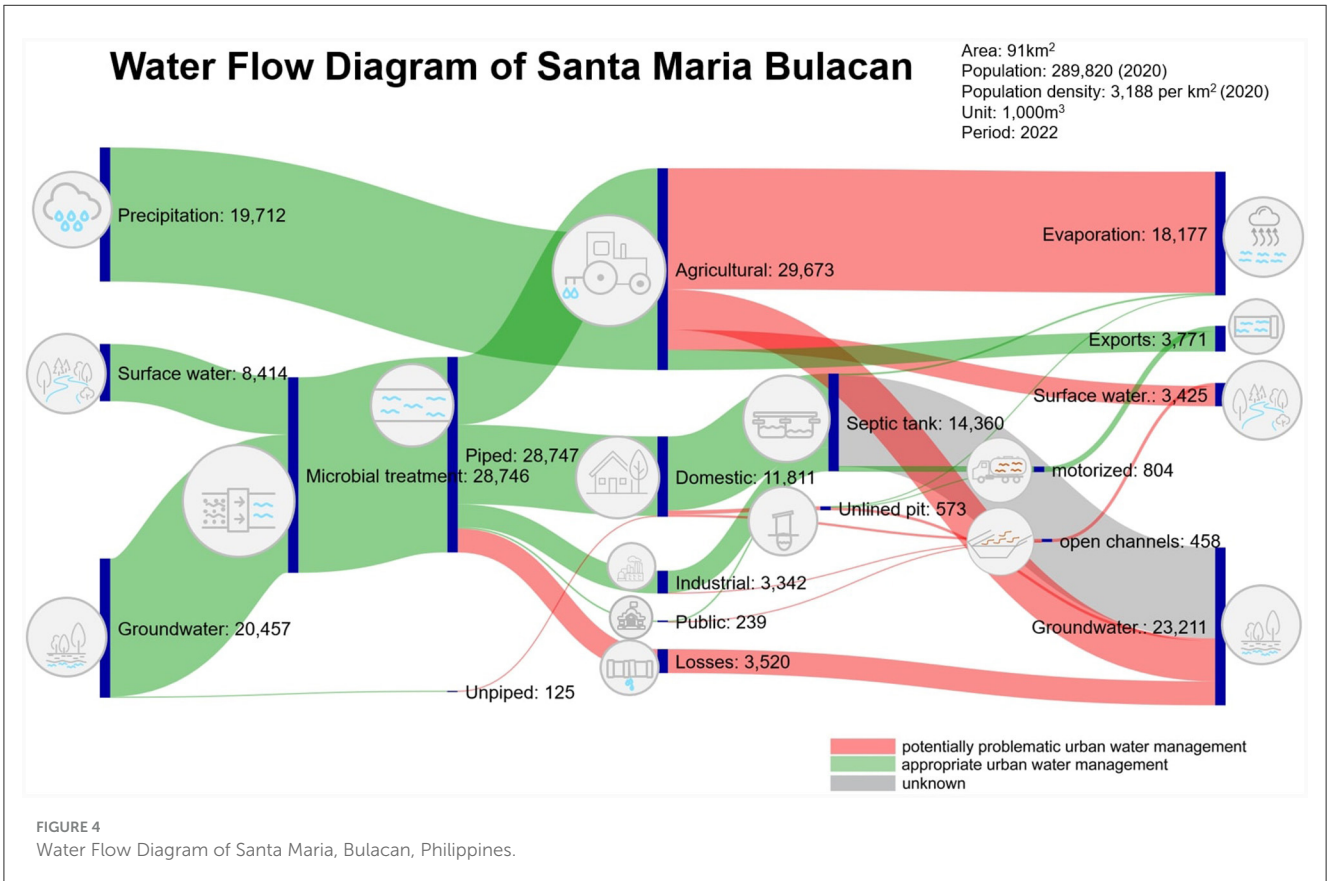 Water Flow Diagram of Santa Maria Bulacan
Area: 91km²
Population: 289,820 (2020)
Population density: 3,188 per km² (2020)
Unit: 1,000m³
Period: 2022
Precipitation: 19,712
Surface water: 8,414
Groundwater: 20,457
Microbial treatment: 28,746
Piped: 28,747
Unpiped: 125
Agricultural: 29,673
Domestic: 11,811
Industrial: 3,342
Public: 239
Losses: 3,520
Septic tank: 14,360
Unlined pit: 573
motorized: 804
open channels: 458
Evaporation: 18,177
Exports: 3,771
Surface water.: 3,425
Groundwater.: 23,211
potentially problematic urban water management
appropriate urban water management
unknown
FIGURE 4
Water Flow Diagram of Santa Maria, Bulacan, Philippines.